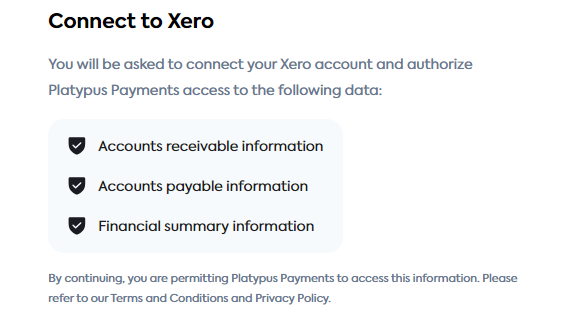 Connect to Xero
You will be asked to connect your Xero account and authorize
Platypus Payments access to the following data:
Accounts receivable information
Accounts payable information
Financial summary information
By continuing, you are permitting Platypus Payments to access this information. Please
refer to our Terms and Conditions and Privacy Policy.